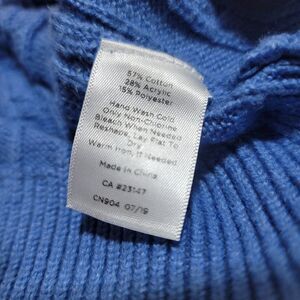 57% Cotton
28% Acrylic
15% Polyester
Hand Wash Cold
Only Non-Chlorine
Bleach When Needed
Reshape, Lay Flat To
Dry
Warm Iron, If Needed
Made in China
CA #23147
CN904 07/19